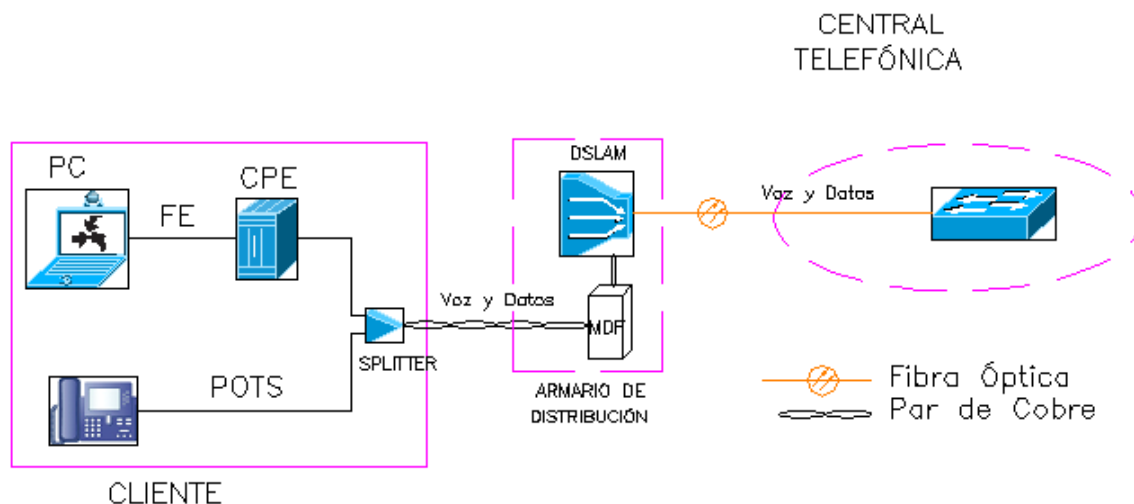 CENTRAL
TELEFÓNICA
PC
CPE
FE
DSLAM
Voz y Datos
Voz y Datos
MDF
SPLITTER
POTS
ARMARIO DE
DISTRIBUCIÓN
Fibra Óptica
Par de Cobre
CLIENTE